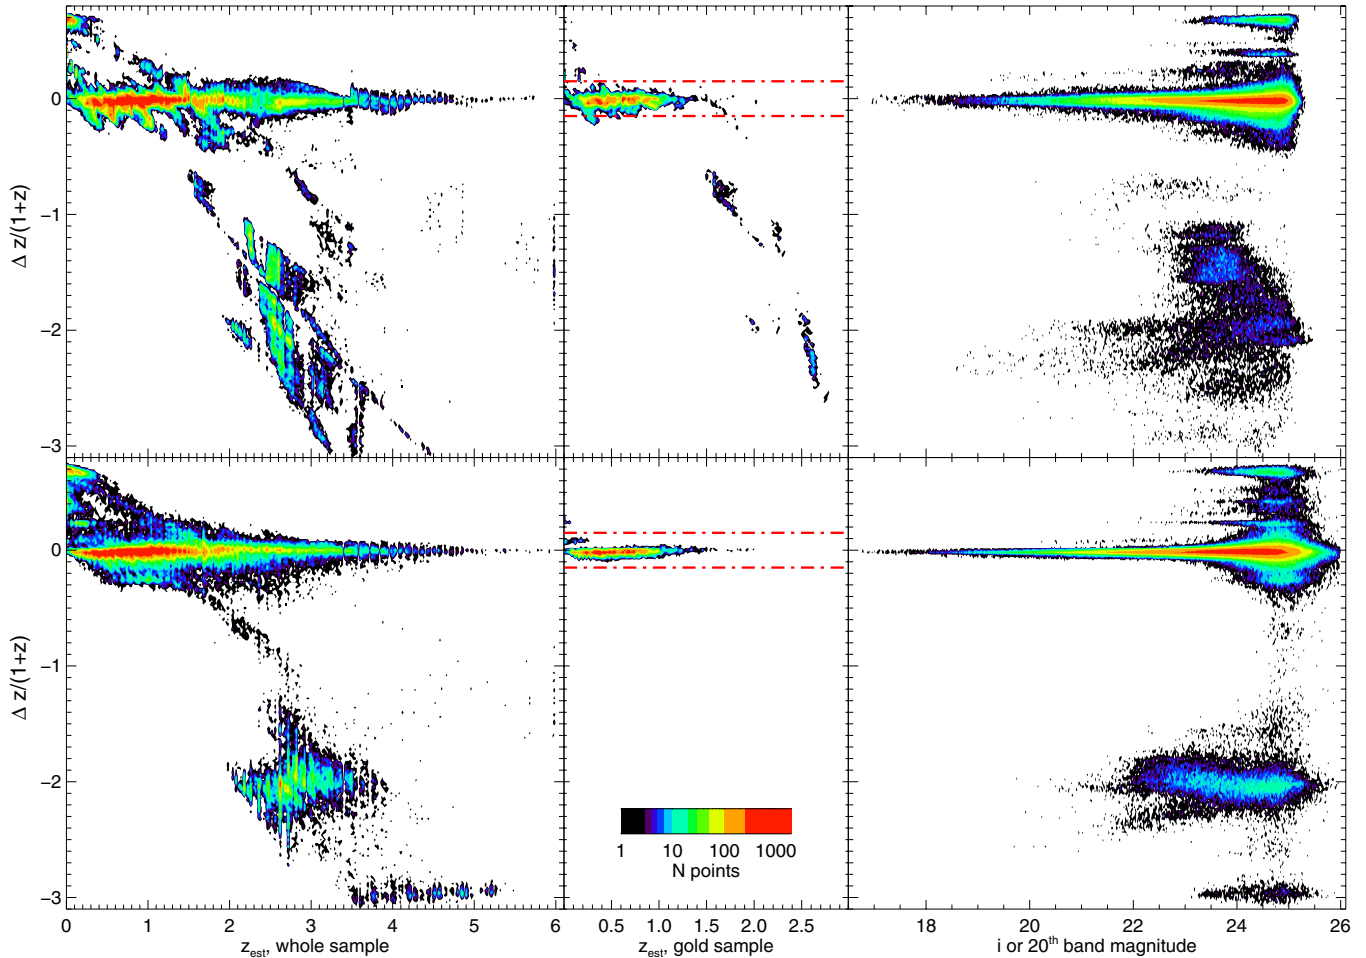 0
−1
−2
−3
Δ z/(1+z)
0
−1
−2
−3
Δ z/(1+z)
1 10 100 1000
N points
0 1 2 3 4 5 6
0.5 1.0 1.5 2.0 2.5
18 20 22 24 26
z_est, whole sample
z_est, gold sample
i or 20th band magnitude